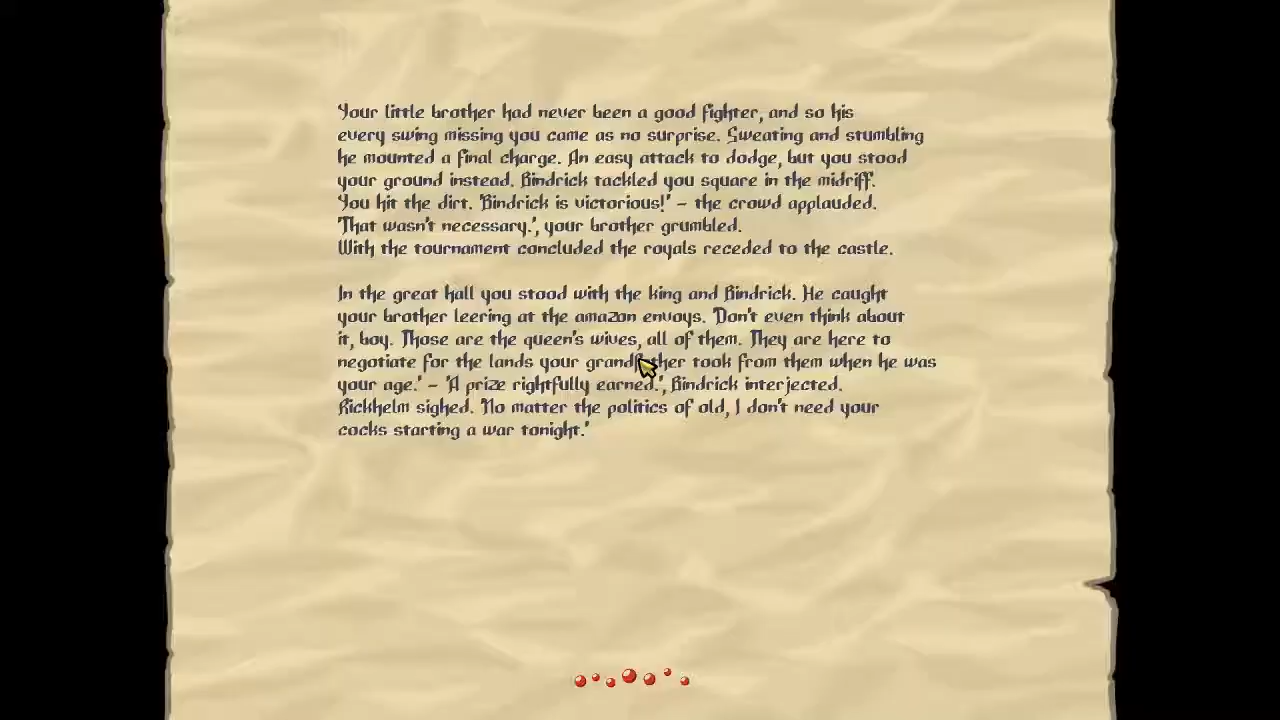 Your little brother had never been a good fighter, and so his
every swing missing you came as no surprise. Sweating and stumbling
he mounted a final charge. An easy attack to dodge, but you stood
your ground instead. Bindrick tackled you square in the midriff.
You hit the dirt. 'Bindrick is victorious!' - the crowd applauded.
'That wasn't necessary.', your brother grumbled.
With the tournament concluded the royals receded to the castle.
In the great hall you stood with the king and Bindrick. He caught
your brother leering at the amazon envoys. 'Don't even think about
it, boy. Those are the queen's wives, all of them. They are here to
negotiate for the lands your grandfather took from them when he was
your age.' - 'A prize rightfully earned.', Bindrick interjected.
Rickhelm sighed. 'No matter the politics of old, I don't need your
cocks starting a war tonight.'